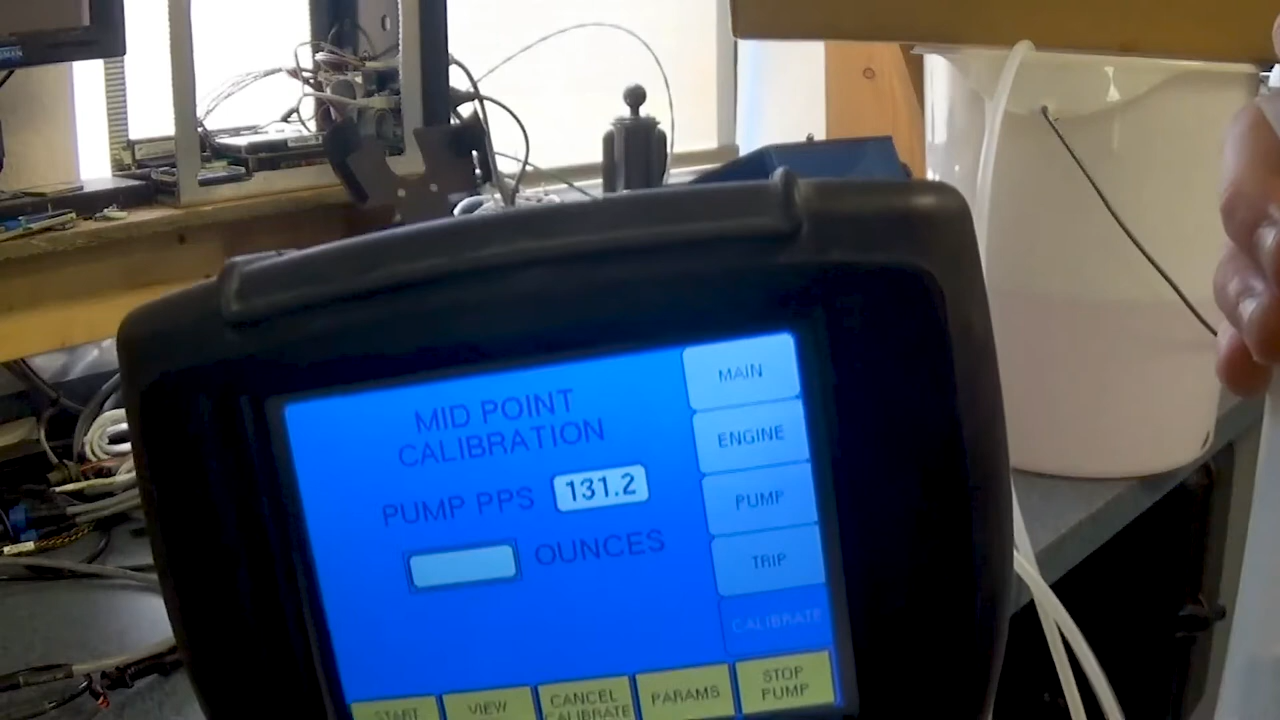 MID POINT
CALIBRATION
PUMP PPS 131.2
OUNCES
MAIN
ENGINE
PUMP
TRIP
CALIBRATE
START
VIEW
CANCEL
CALIBRATE
PARAMS
STOP
PUMP